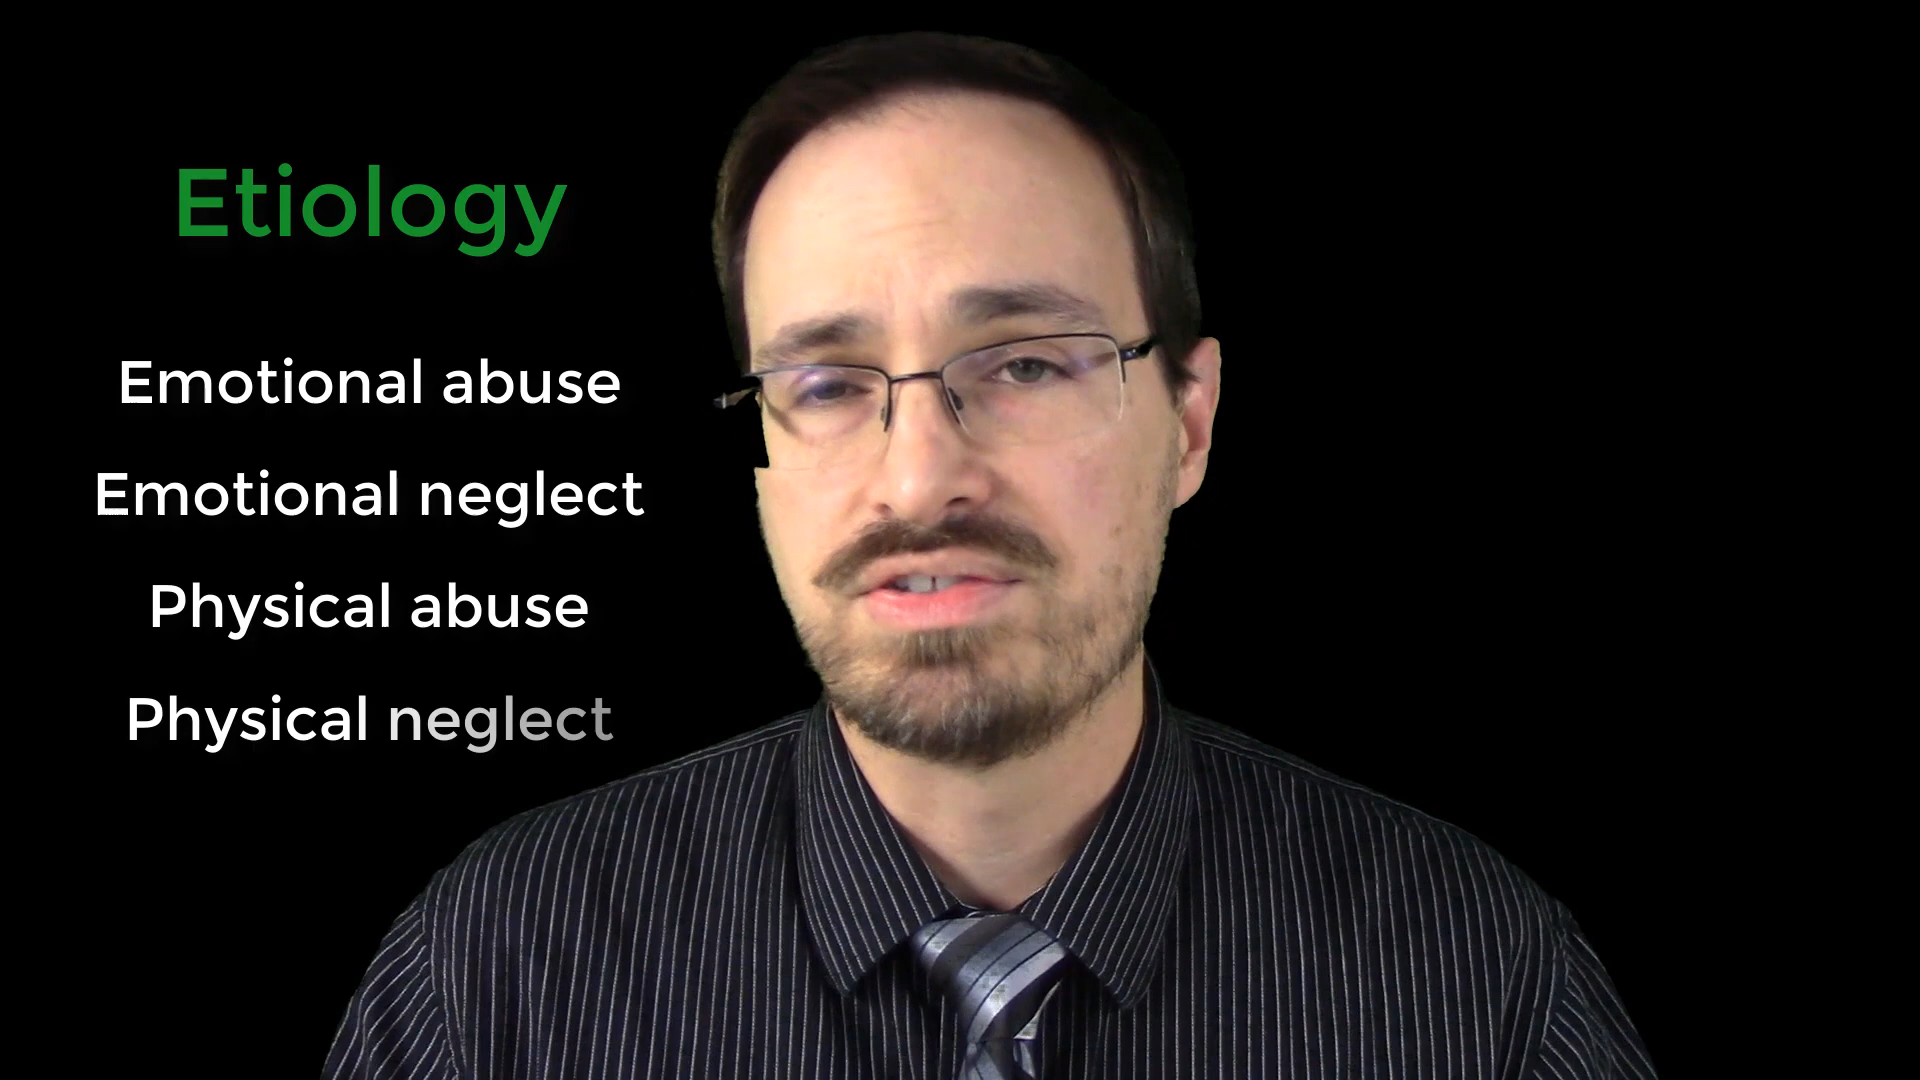 Etiology
Emotional abuse
Emotional neglect
Physical abuse
Physical neglect